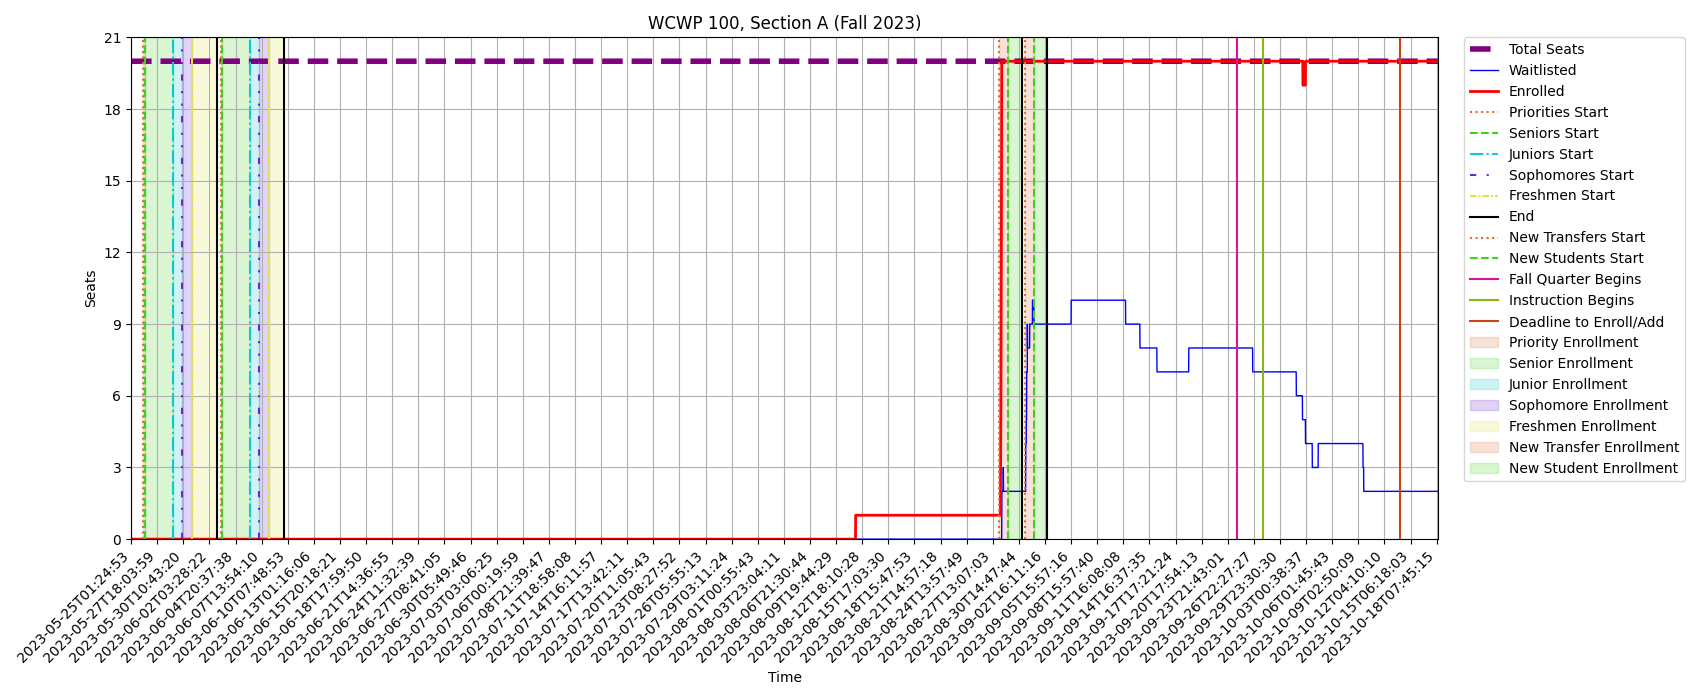 WCWP 100, Section A (Fall 2023)
21
18
15
12
9
6
3
0
Seats
2023-05-25T01:24:53
2023-05-27T18:03:59
2023-05-30T10:43:20
2023-06-02T03:28:22
2023-06-04T20:37:38
2023-06-07T13:54:10
2023-06-10T07:48:53
2023-06-13T01:16:06
2023-06-15T20:18:21
2023-06-18T17:59:50
2023-06-21T14:36:55
2023-06-24T11:32:39
2023-06-27T08:41:05
2023-06-30T05:49:46
2023-07-03T03:06:25
2023-07-06T00:19:59
2023-07-08T21:39:47
2023-07-11T18:58:08
2023-07-14T16:11:57
2023-07-17T13:42:11
2023-07-20T11:05:43
2023-07-23T08:27:52
2023-07-26T05:55:13
2023-07-29T03:11:24
2023-08-01T00:55:43
2023-08-03T23:04:11
2023-08-06T21:30:44
2023-08-09T19:44:29
2023-08-12T18:10:28
2023-08-15T17:03:30
2023-08-18T15:47:53
2023-08-21T14:57:18
2023-08-24T13:57:49
2023-08-27T13:07:03
2023-08-30T14:47:44
2023-09-02T16:11:16
2023-09-05T15:57:16
2023-09-08T15:57:40
2023-09-11T16:08:08
2023-09-14T16:37:35
2023-09-17T17:21:24
2023-09-20T17:54:13
2023-09-23T21:43:01
2023-09-26T22:27:27
2023-09-29T23:30:30
2023-10-03T00:38:37
2023-10-06T01:45:43
2023-10-09T02:50:09
2023-10-12T04:10:16
2023-10-15T06:18:03
2023-10-18T07:45:15
Time
Total Seats
Waitlisted
Enrolled
Priorities Start
Seniors Start
Juniors Start
Sophomores Start
Freshmen Start
End
New Transfers Start
New Students Start
Fall Quarter Begins
Instruction Begins
Deadline to Enroll/Add
Priority Enrollment
Senior Enrollment
Junior Enrollment
Sophomore Enrollment
Freshmen Enrollment
New Transfer Enrollment
New Student Enrollment